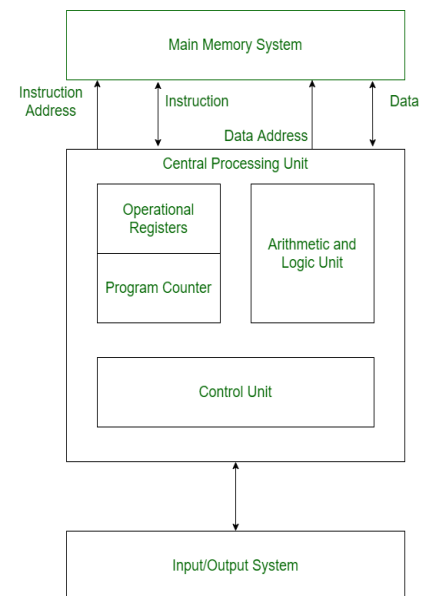 Main Memory System
Instruction
Address
Instruction
Data Address
Data
Central Processing Unit
Operational
Registers
Program Counter
Arithmetic and
Logic Unit
Control Unit
Input/Output System